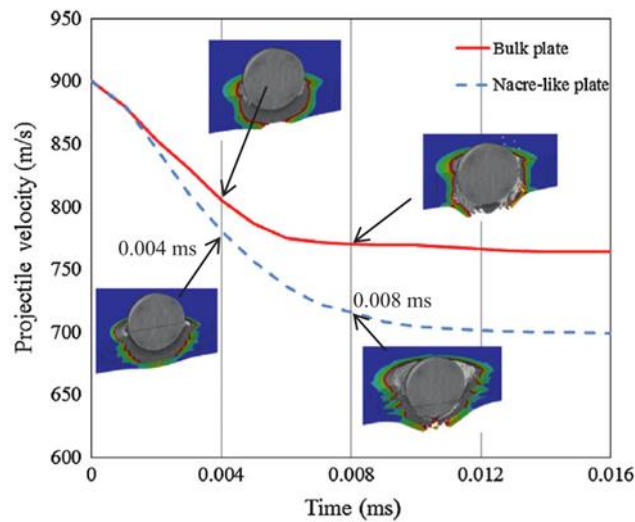 950
900
850
800
750
700
650
600
Projectile velocity (m/s)
Bulk plate
Nacre-like plate
0.004 ms
0.008 ms
0
0.004
0.008
0.012
0.016
Time (ms)